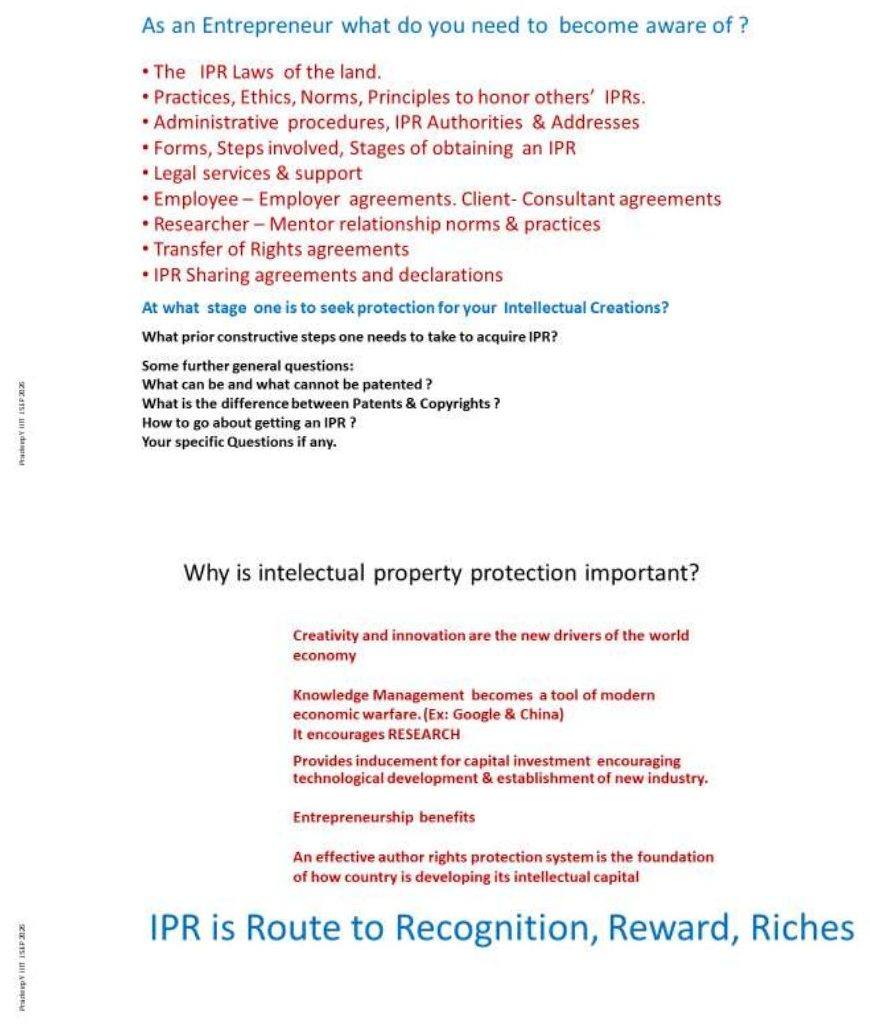 As an Entrepreneur what do you need to become aware of ?
• The IPR Laws of the land.
• Practices, Ethics, Norms, Principles to honor others’ IPRs.
• Administrative procedures, IPR Authorities & Addresses
• Forms, Steps involved, Stages of obtaining an IPR
• Legal services & support
• Employee – Employer agreements. Client- Consultant agreements
• Researcher – Mentor relationship norms & practices
• Transfer of Rights agreements
• IPR Sharing agreements and declarations
At what stage one is to seek protection for your Intellectual Creations?
What prior constructive steps one needs to take to acquire IPR?
Some further general questions:
What can be and what cannot be patented ?
What is the difference between Patents & Copyrights ?
How to go about getting an IPR ?
Your specific Questions if any.
Why is intelectual property protection important?
Creativity and innovation are the new drivers of the world
economy
Knowledge Management becomes a tool of modern
economic warfare.(Ex: Google & China)
It encourages RESEARCH
Provides inducement for capital investment encouraging
technological development & establishment of new industry.
Entrepreneurship benefits
An effective author rights protection system is the foundation
of how country is developing its intellectual capital
IPR is Route to Recognition, Reward, Riches